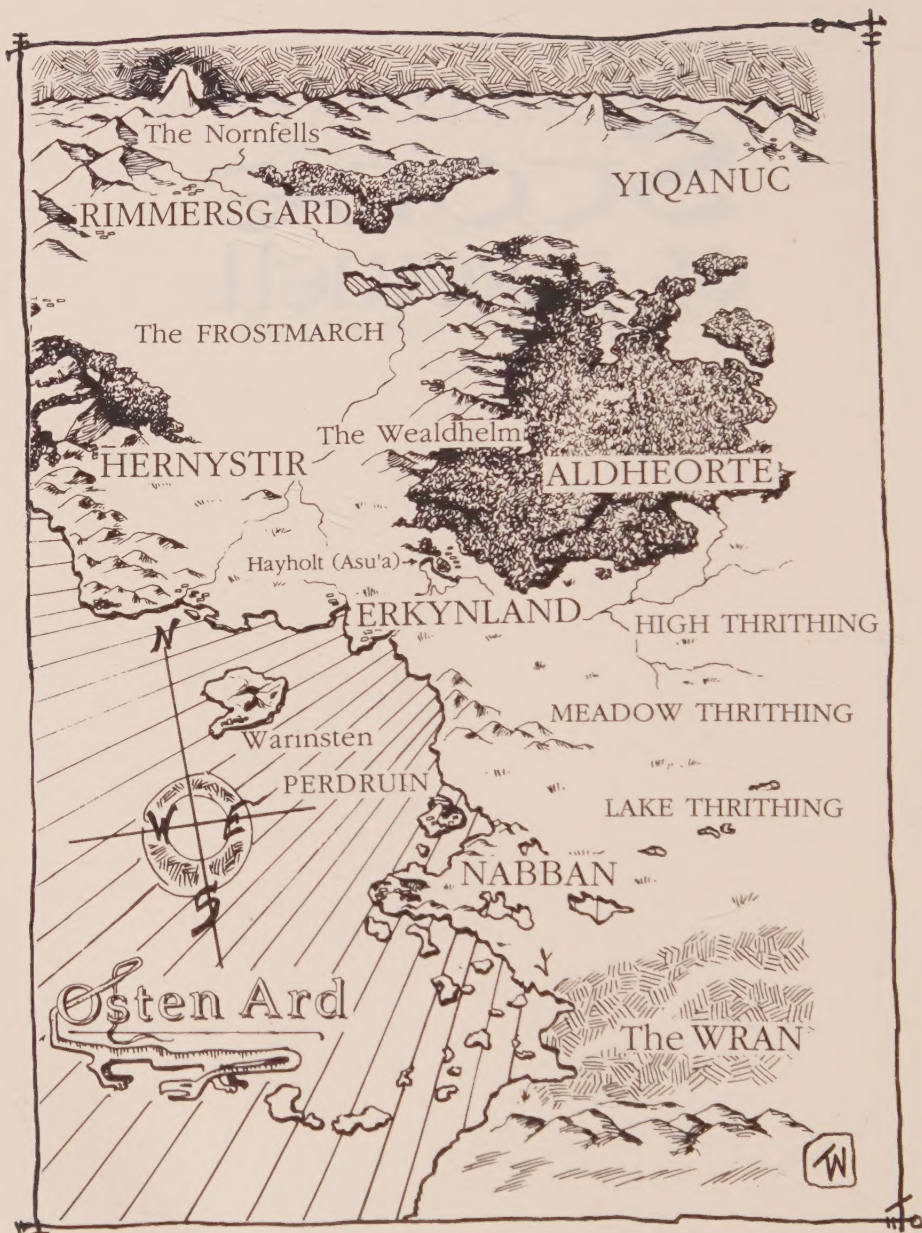 The Nornfells
YIQANUC
RIMMERSGARD
The FROSTMARCH
The Wealdhelm
HERNYSTIR
ALDHEORTE
Hayholt (Asu'a)
ERKYNLAND
HIGH THRITHING
N
MEADOW THRITHING
Warinsten
PERDRUIN
LAKE THRITHING
W
E
NABBAN
S
Osten Ard
The WRAN
TW